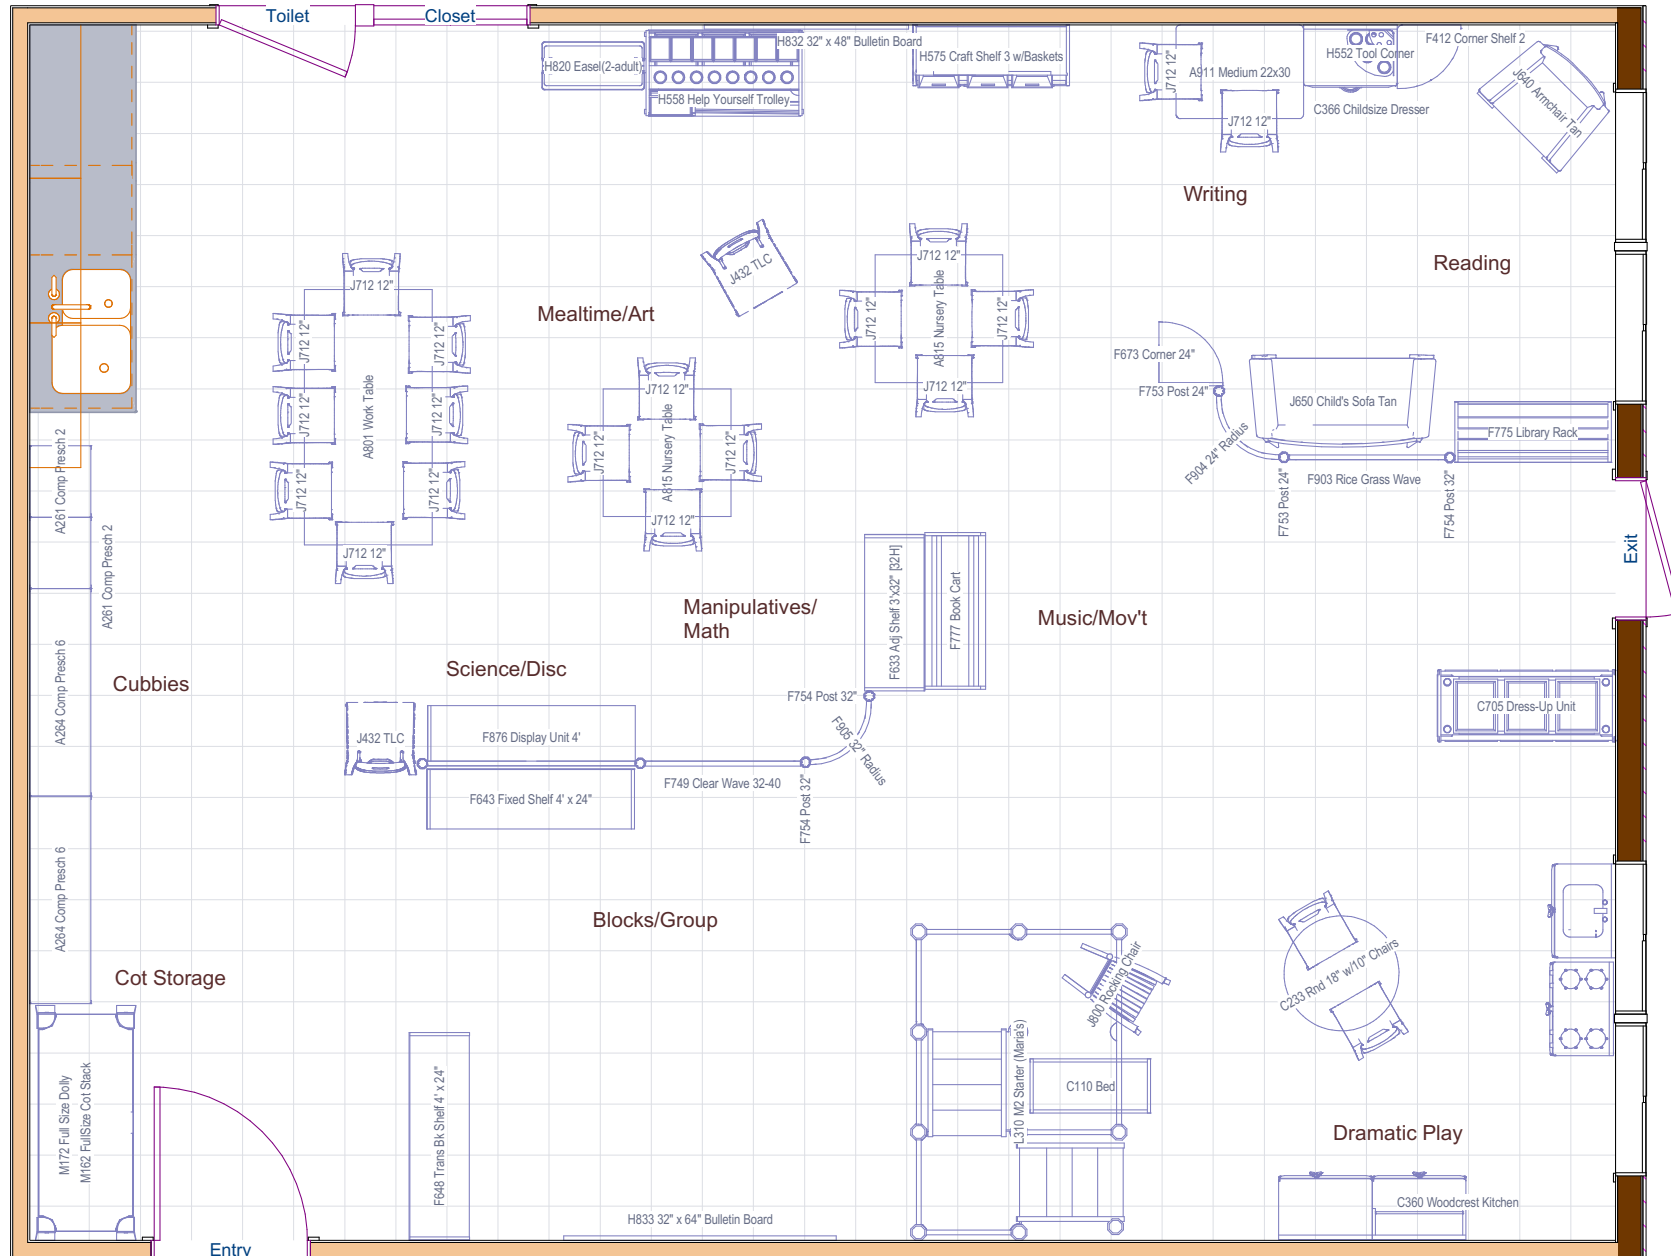 Toilet
Closet
H832 32" x 48" Bulletin Board
H820 Easel(2-adult)
H558 Help Yourself Trolley
H575 Craft Shelf 3 w/Baskets
J712 12"
A911 Medium 22x30
J712 12"
H552 Tool Corner
F412 Corner Shelf 2
C366 Childsize Dresser
J640 Armchair Tan
Writing
Reading
Mealtime/Art
J432 TLC
J712 12"
J712 12"
J712 12"
J712 12"
J712 12"
J712 12"
J712 12"
J712 12"
A801 Work Table
J712 12"
J712 12"
J712 12"
A815 Nursery Table
J712 12"
J712 12"
J712 12"
J712 12"
A815 Nursery Table
J712 12"
J712 12"
F673 Corner 24"
F753 Post 24"
F904 24" Radius
J650 Child's Sofa Tan
F775 Library Rack
F903 Rice Grass Wave
F753 Post 24"
F754 Post 32"
Exit
A261 Comp Presch 2
A261 Comp Presch 2
A264 Comp Presch 6
A264 Comp Presch 6
Cubbies
Science/Disc
Manipulatives/
Math
F633 Adj Shelf 3'x32" [32H]
F777 Book Cart
Music/Mov't
F754 Post 32"
F905 32" Radius
J432 TLC
F876 Display Unit 4'
F749 Clear Wave 32-40
F754 Post 32"
F643 Fixed Shelf 4' x 24"
C705 Dress-Up Unit
Blocks/Group
Cot Storage
M172 Full Size Dolly
M162 FullSize Cot Stack
F648 Trans Bk Shelf 4' x 24"
J800 Rocking Chair
L310 M2 Starter (Maria's)
C110 Bed
C233 Rnd 18" w/10" Chairs
Dramatic Play
C360 Woodcrest Kitchen
H833 32" x 64" Bulletin Board
Entry